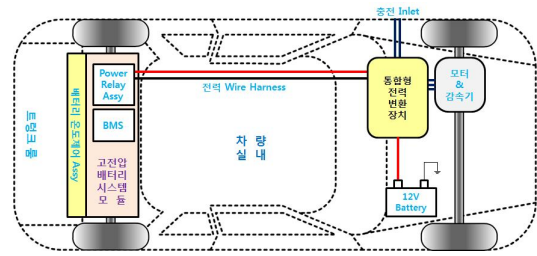 충전 Inlet
Power
Relay
Assy
BMS
고전압
배터리
시스템
모 듈
배터리 온도제어 Assy
트렁크 룸
전력 Wire Harness
차 량
실 내
통합형
전력
변환
장치
모터
&
감속기
12V
Battery